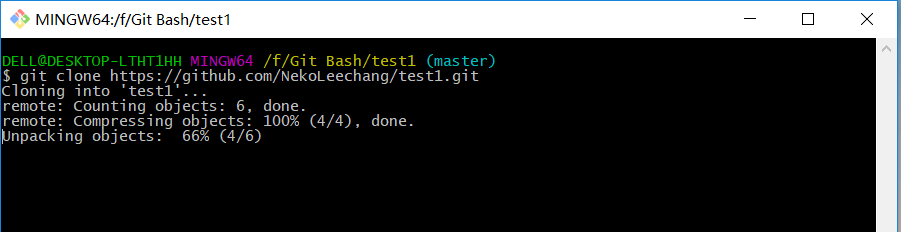 MINGW64:/f/Git Bash/test1
DELL@DESKTOP-LTHT1HH MINGW64 /f/Git Bash/test1 (master)
$ git clone https://github.com/NekoLeechang/test1.git
Cloning into 'test1'...
remote: Counting objects: 6, done.
remote: Compressing objects: 100% (4/4), done.
Unpacking objects:  66% (4/6)